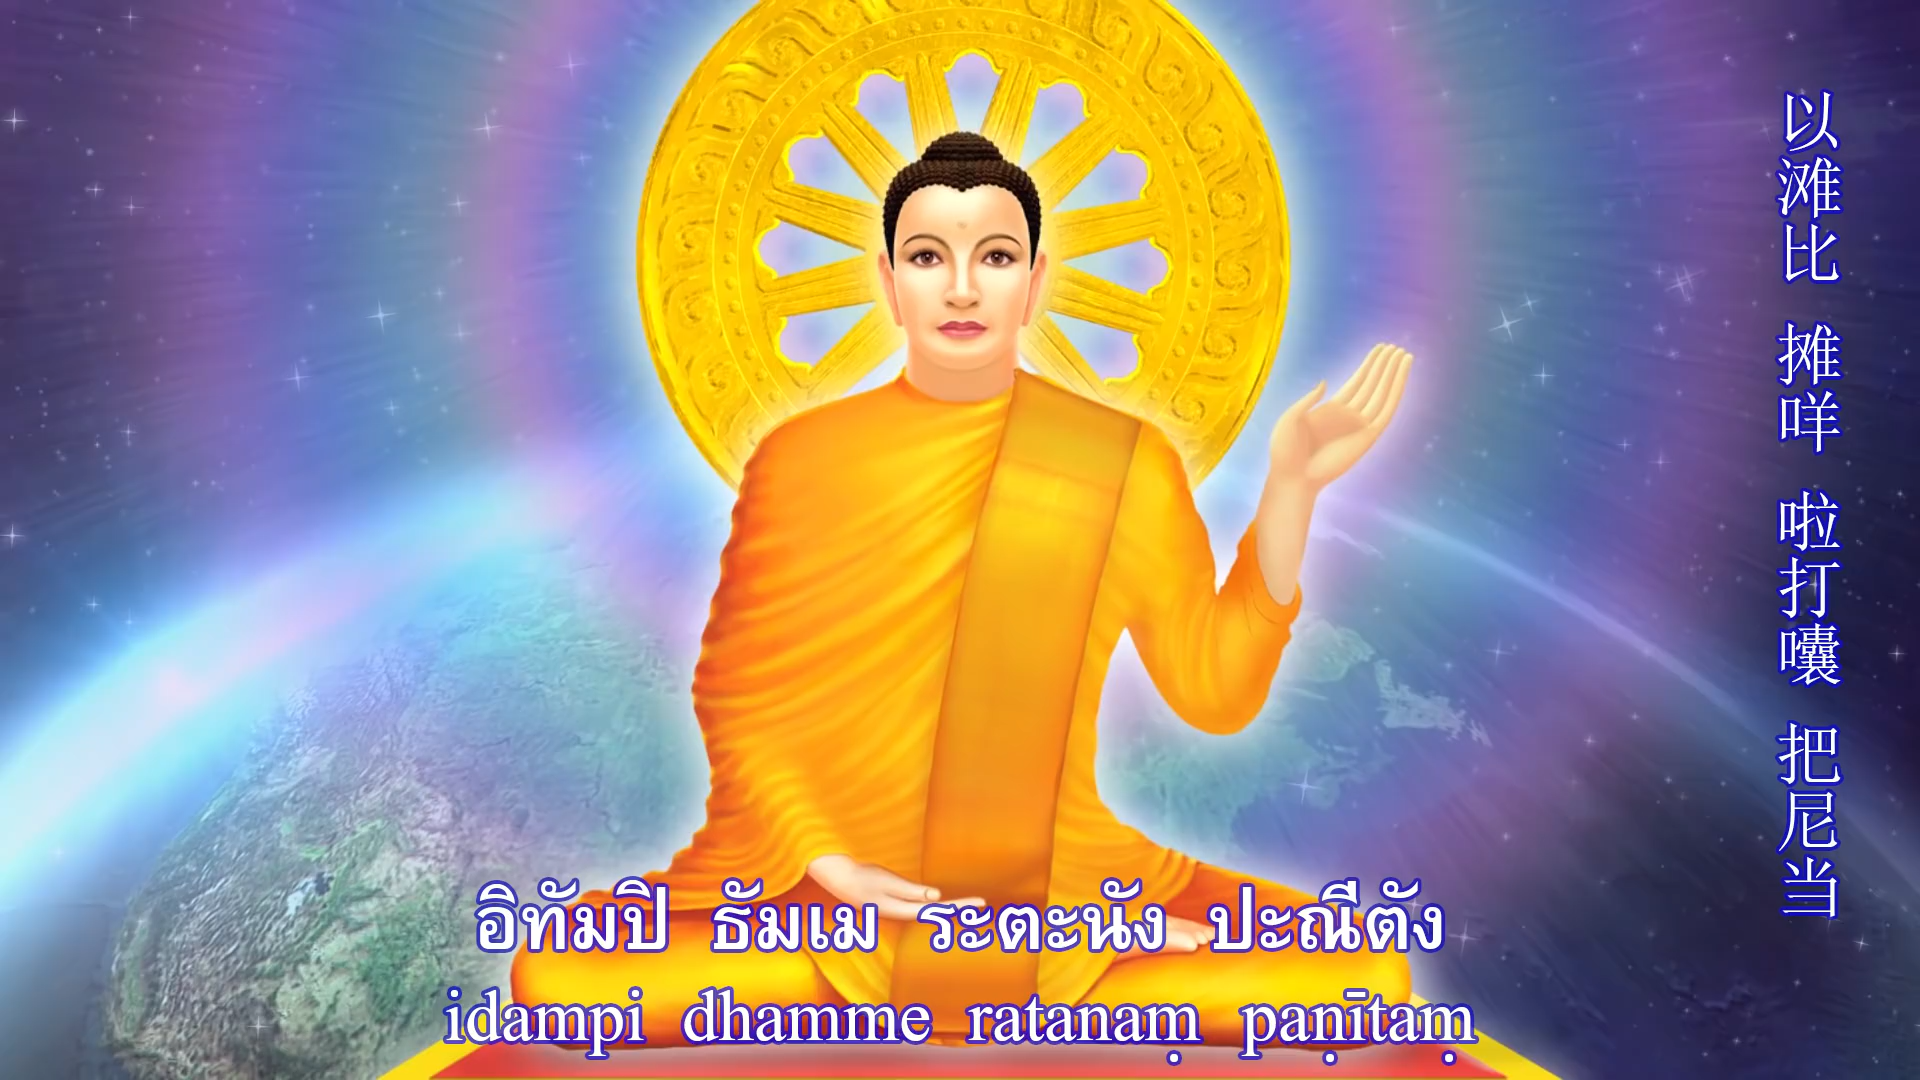 以滩比 摊咩 啦打囔 把尼当
อิทัมปิ ธัมเม ระตะนัง ปะณีตัง
idampi dhamme ratanaṃ paṇītaṃ